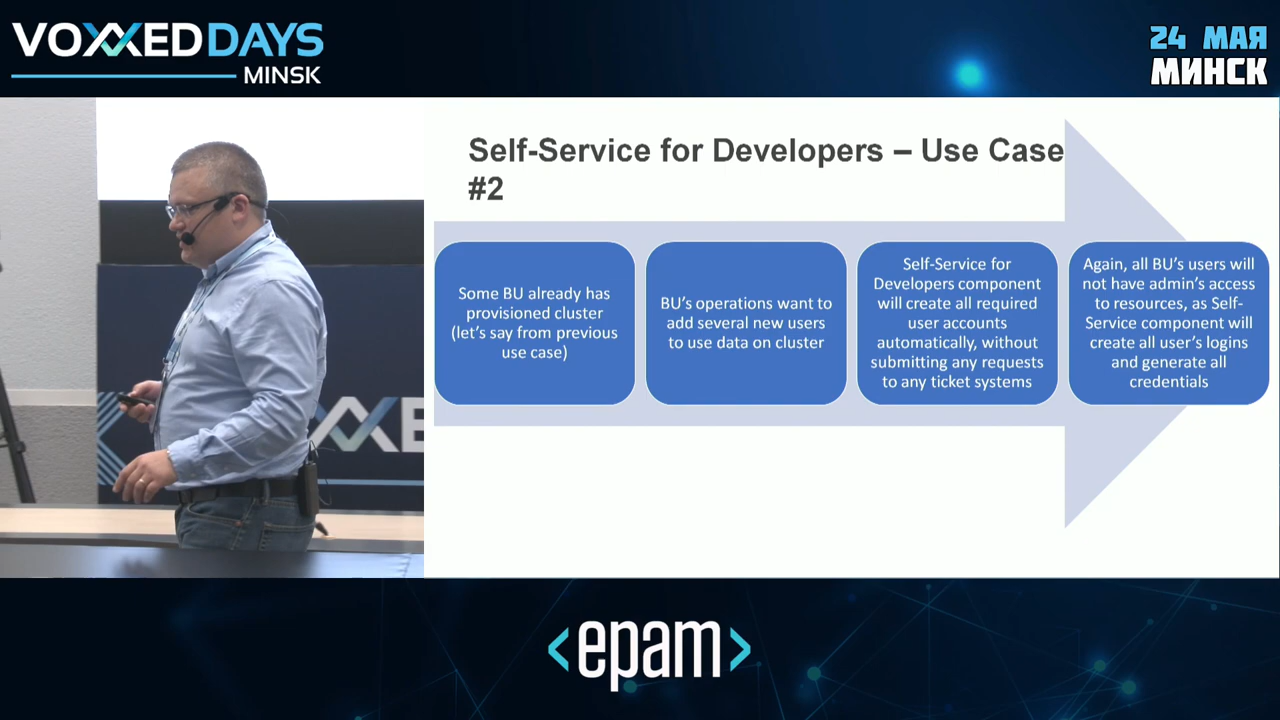 VOXXEDDAYS
MINSK
24 МАЯ
МИНСК
Self-Service for Developers – Use Case
#2
Some BU already has
provisioned cluster
(let's say from previous
use case)
BU's operations want to
add several new users
to use data on cluster
Self-Service for
Developers component
will create all required
user accounts
automatically, without
submitting any requests
to any ticket systems
Again, all BU's users will
not have admin's access
to resources, as Self-
Service component will
create all user's logins
and generate all
credentials
<epam>